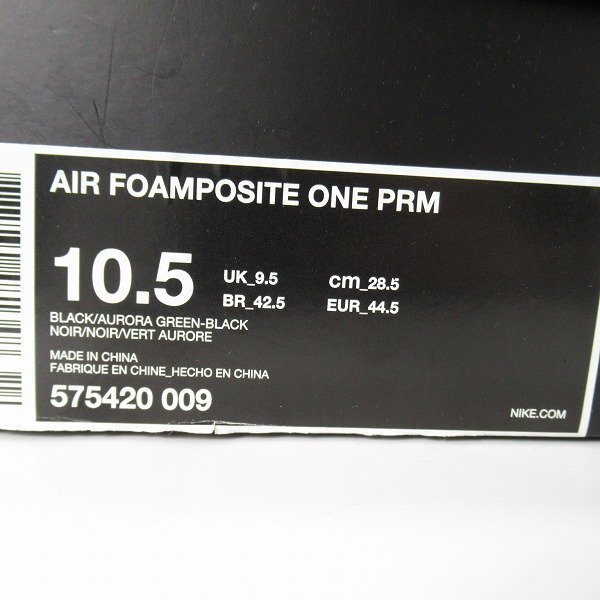 AIR FOAMPOSITE ONE PRM
10.5 UK_9.5 cm_28.5
BR_42.5 EUR_44.5
BLACK/AURORA GREEN-BLACK
NOIR/NOIR/VERT AURORE
MADE IN CHINA
FABRIQUE EN CHINE_HECHO EN CHINA
575420 009
NIKE.COM